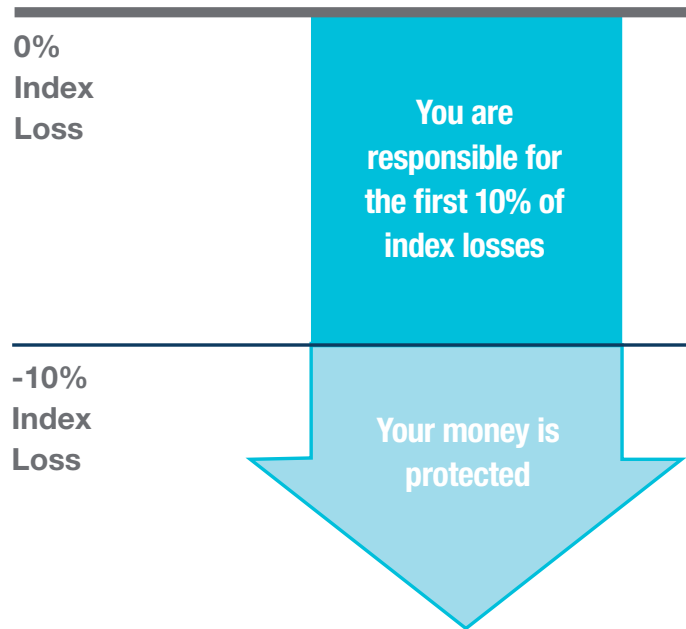 0%
Index
Loss
You are
responsible for
the first 10% of
index losses
-10%
Index
Loss
Your money is
protected